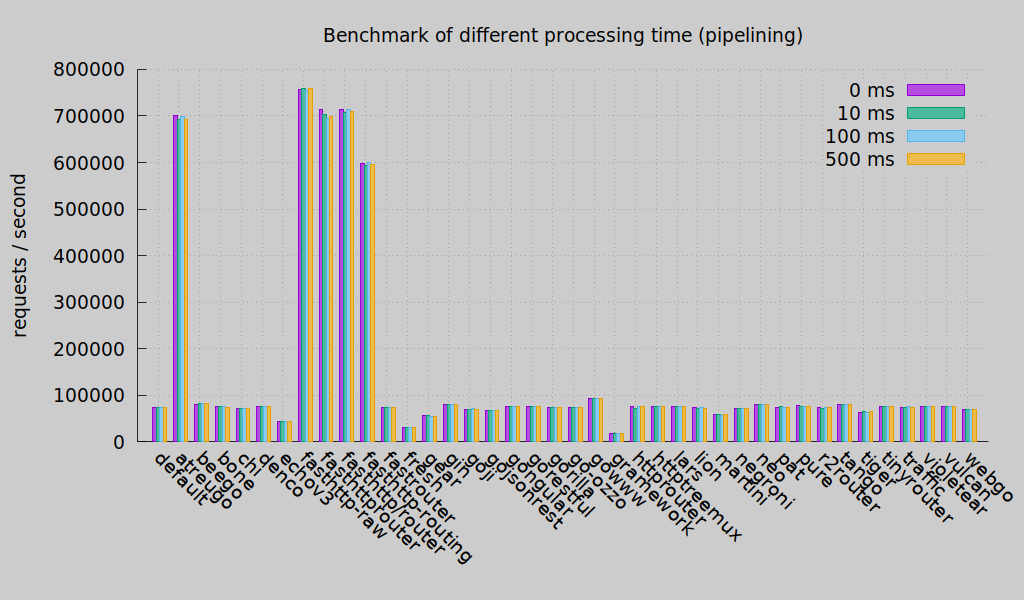 Benchmark of different processing time (pipelining)
800000
700000
600000
500000
400000
300000
200000
100000
0
requests / second
0 ms
10 ms
100 ms
500 ms
default
atreugo
beego
bone
chi
denco
echov3
fasthttp-raw
fasthttprouter
fasthttp/router
fasthttp-routing
fastrouter
fresh
gear
gin
goji
gojsonrest
gongular
gorestful
gorilla
gorozzo
gowww
gramework
httprouter
httptreemux
lars
lion
martini
negroni
neo
pat
pure
r2router
tango
tiger
tinyrouter
traffic
violetear
vulcan
webgo